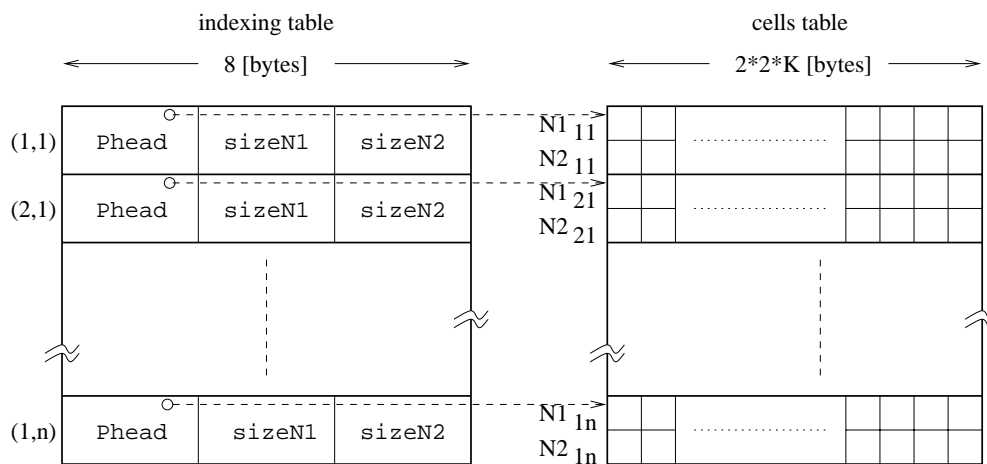 indexing table cells table
8 [bytes] 2*2*K [bytes]
(1,1) Phead sizeN1 sizeN2 N1 11
N2 11
(2,1) Phead sizeN1 sizeN2 N1 21
N2 21
(1,n) Phead sizeN1 sizeN2 N1 1n
N2 1n